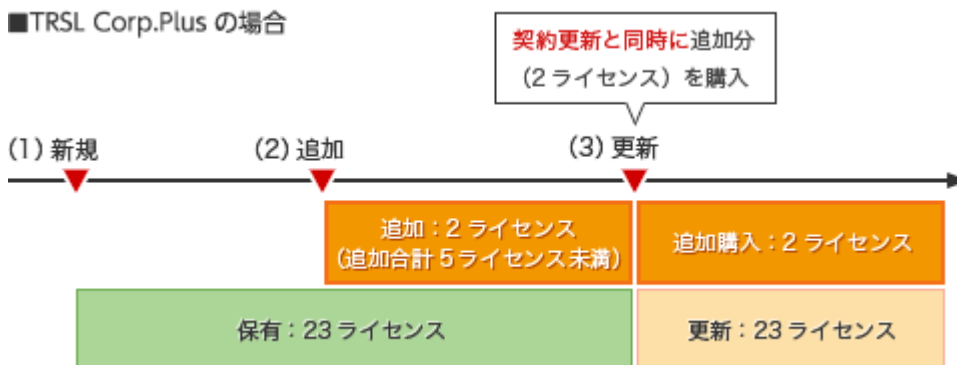 ■TRSL Corp.Plus の場合
契約更新と同時に追加分
(2 ライセンス) を購入
(1) 新規
(2) 追加
(3) 更新
追加：2 ライセンス
(追加合計 5 ライセンス未満)
追加購入：2 ライセンス
保有：23 ライセンス
更新：23 ライセンス